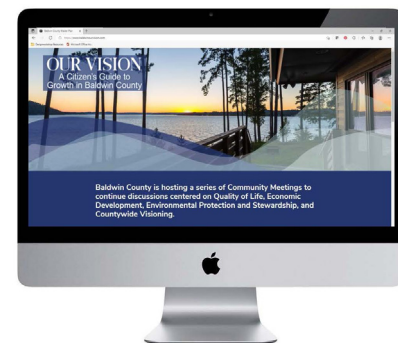 OUR VISION
A Citizen's Guide to
Growth in Baldwin County
Baldwin County is hosting a series of Community Meetings to
continue discussions centered on Quality of Life, Economic
Development, Environmental Protection and Stewardship, and
Countywide Visioning.